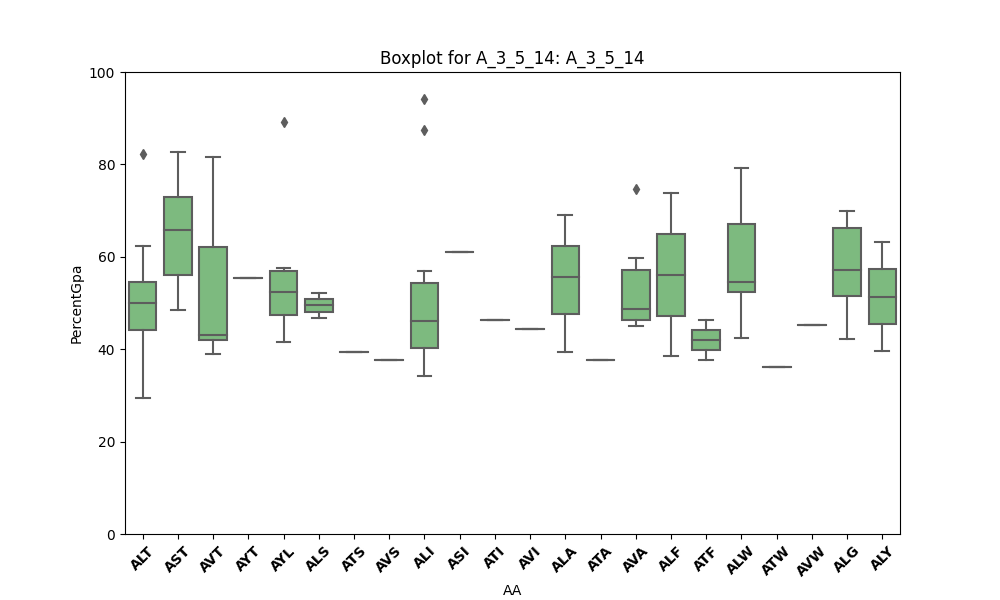 Boxplot for A_3_5_14: A_3_5_14
PercentGpa
100
80
60
40
20
0
ALT AST AVT AYT AYL ALS ATS AVS ALI ASI ATI AVI ALA ATA AVA ALF ATF ALW ATW AVW ALG ALY
AA